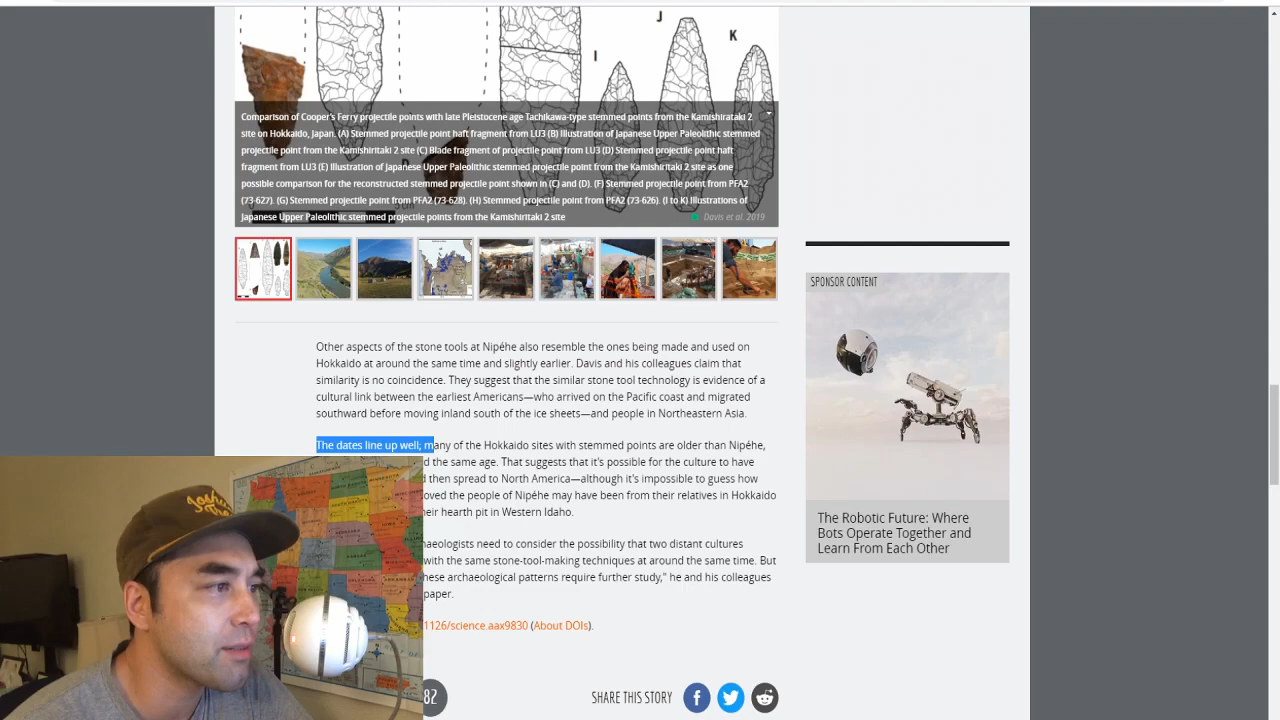 J
K
I
Comparison of Cooper's Ferry projectile points with late Pleistocene age Tachikawa-type stemmed points from the Kamishirataki 2
site on Hokkaido, Japan. (A) Stemmed projectile point haft fragment from LU3 (B) Illustration of Japanese Upper Paleolithic stemmed
projectile point from the Kamishiritaki 2 site (C) Blade fragment of projectile point from LU3 (D) Stemmed projectile point haft
fragment from LU3 (E) Illustration of Japanese Upper Paleolithic stemmed projectile point from the Kamishiritaki 2 site as one
possible comparison for the reconstructed stemmed projectile point shown in (C) and (D). (F) Stemmed projectile point from PFA2
(73-627). (G) Stemmed projectile point from PFA2 (73-628). (H) Stemmed projectile point from PFA2 (73-626). (I to K) Illustrations of
Japanese Upper Paleolithic stemmed projectile points from the Kamishiritaki 2 site
Davis et al. 2019
Other aspects of the stone tools at Nipéhe also resemble the ones being made and used on
Hokkaido at around the same time and slightly earlier. Davis and his colleagues claim that
similarity is no coincidence. They suggest that the similar stone tool technology is evidence of a
cultural link between the earliest Americans—who arrived on the Pacific coast and migrated
southward before moving inland south of the ice sheets—and people in Northeastern Asia.
The dates line up well; many of the Hokkaido sites with stemmed points are older than Nipéhe,
d the same age. That suggests that it's possible for the culture to have
then spread to North America—although it's impossible to guess how
oved the people of Nipéhe may have been from their relatives in Hokkaido
eir hearth pit in Western Idaho.
haeologists need to consider the possibility that two distant cultures
with the same stone-tool-making techniques at around the same time. But
hese archaeological patterns require further study," he and his colleagues
paper.
1126/science.aax9830 (About DOIs).
82
SHARE THIS STORY
SPONSOR CONTENT
The Robotic Future: Where
Bots Operate Together and
Learn From Each Other